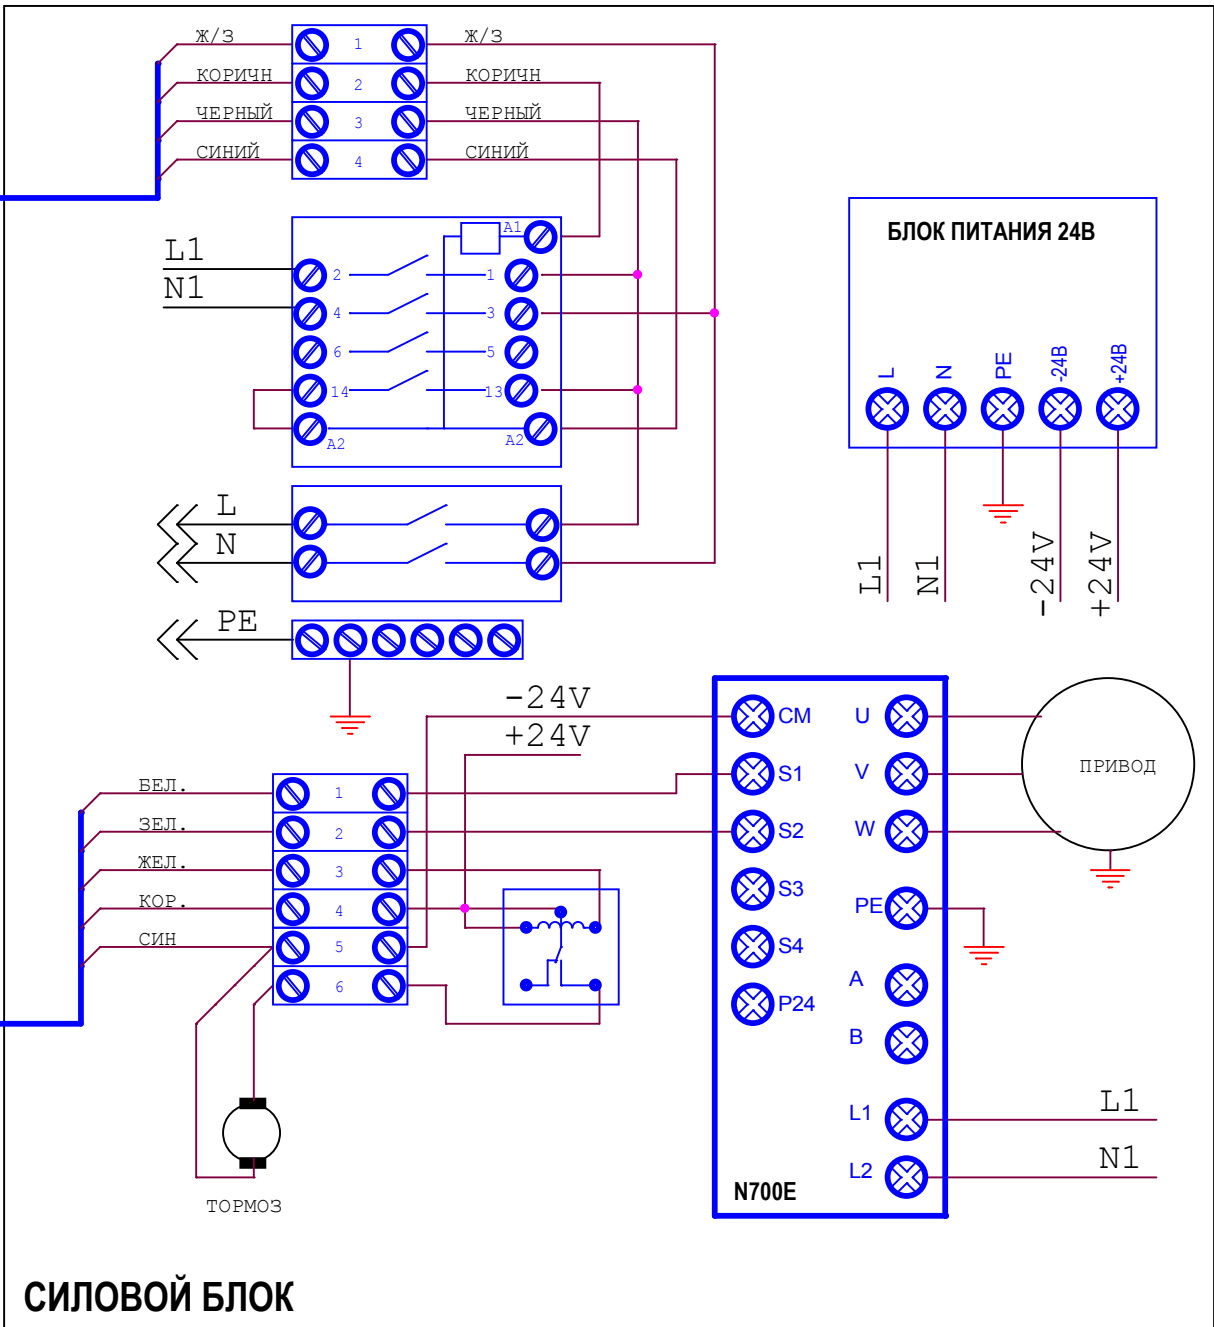 Ж/З 1 Ж/З
КОРИЧН 2 КОРИЧН
ЧЕРНЫЙ 3 ЧЕРНЫЙ
СИНИЙ 4 СИНИЙ
A1
L1 2 1
N1 4 3
6 5
14 13
A2 A2
L
N
PE
БЛОК ПИТАНИЯ 24В
L N PE -24В +24В
L1 N1 -24V +24V
-24V
+24V
БЕЛ. 1
ЗЕЛ. 2
ЖЕЛ. 3
КОР. 4
СИН 5
6
ТОРМОЗ
CM U
S1 V
S2 W
S3 PE
S4 A
P24 B
L1 L1
L2 N1
N700E
ПРИВОД
СИЛОВОЙ БЛОК